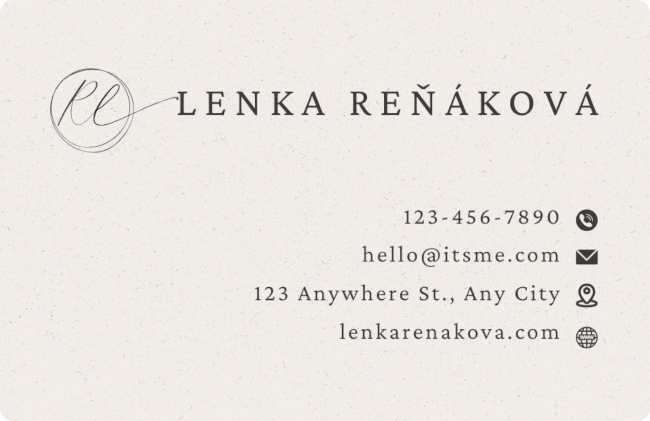 Rl LENKA REŇÁKOVÁ
123-456-7890
hello@itsme.com
123 Anywhere St., Any City
lenkarenakova.com